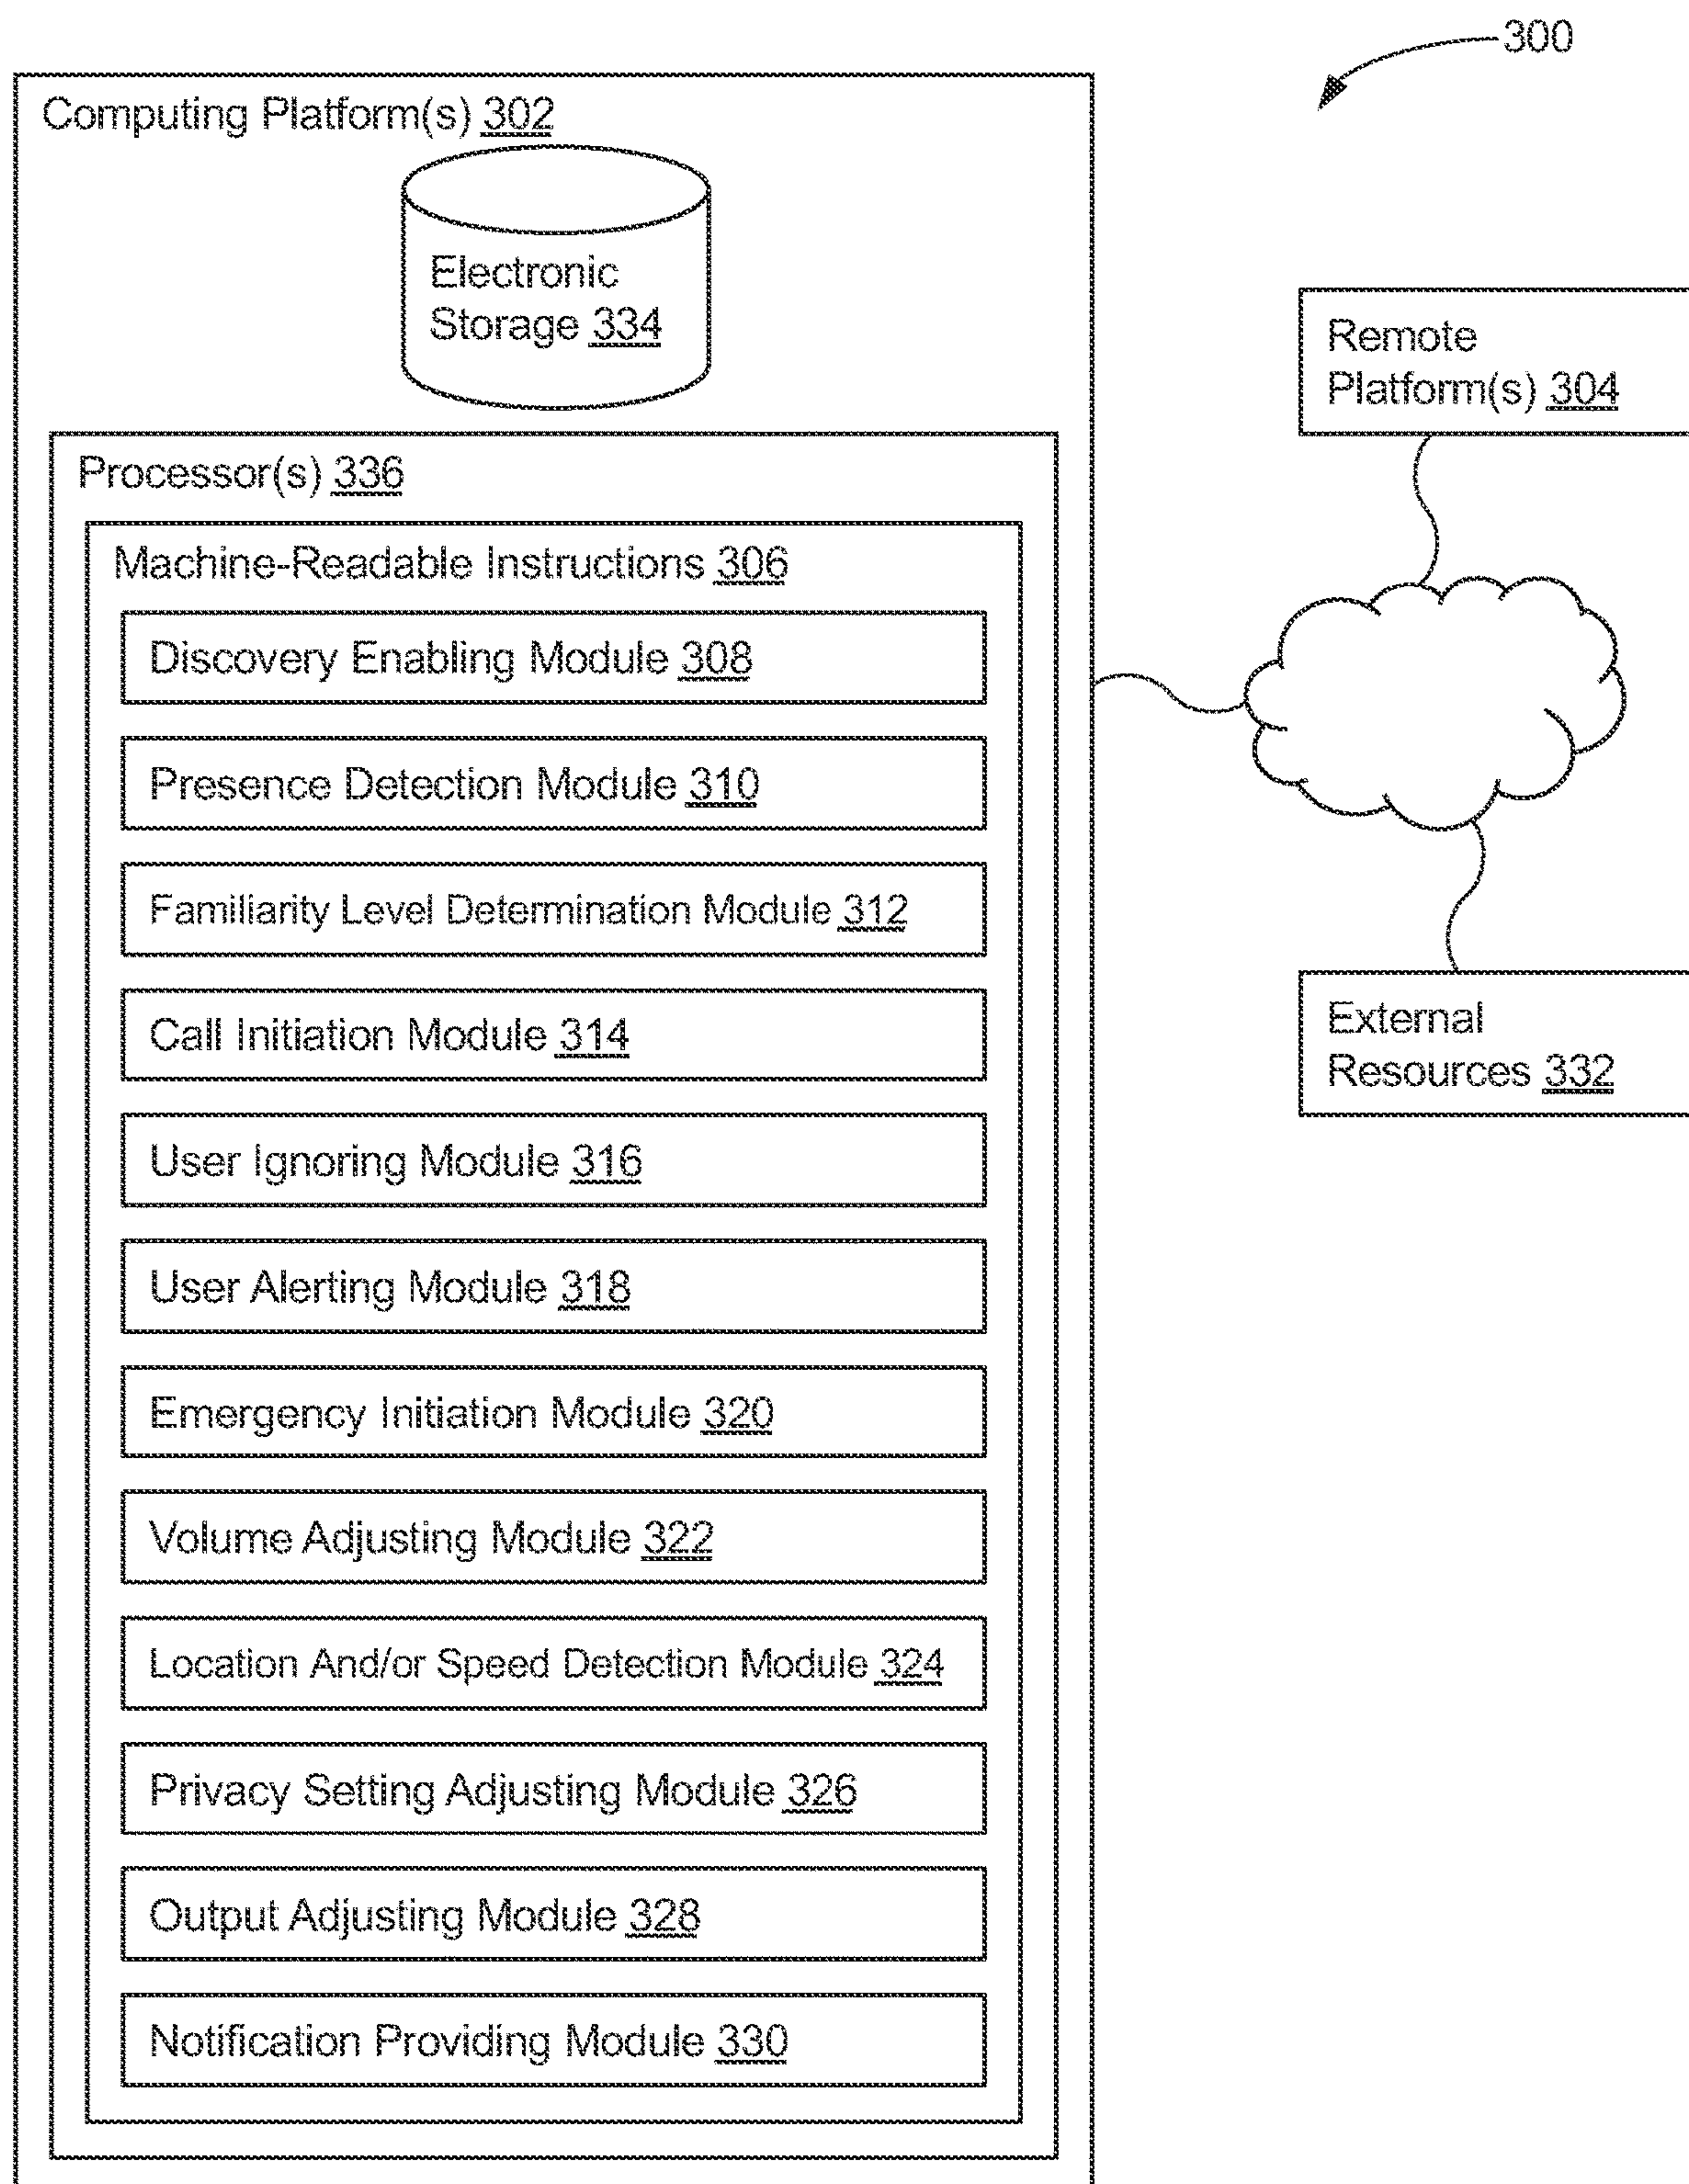 300
Computing Platform(s) 302
Electronic
Storage 334
Remote
Platform(s) 304
Processor(s) 336
Machine-Readable Instructions 306
Discovery Enabling Module 308
Presence Detection Module 310
Familiarity Level Determination Module 312
Call Initiation Module 314
External
Resources 332
User Ignoring Module 316
User Alerting Module 318
Emergency Initiation Module 320
Volume Adjusting Module 322
Location And/or Speed Detection Module 324
Privacy Setting Adjusting Module 326
Output Adjusting Module 328
Notification Providing Module 330